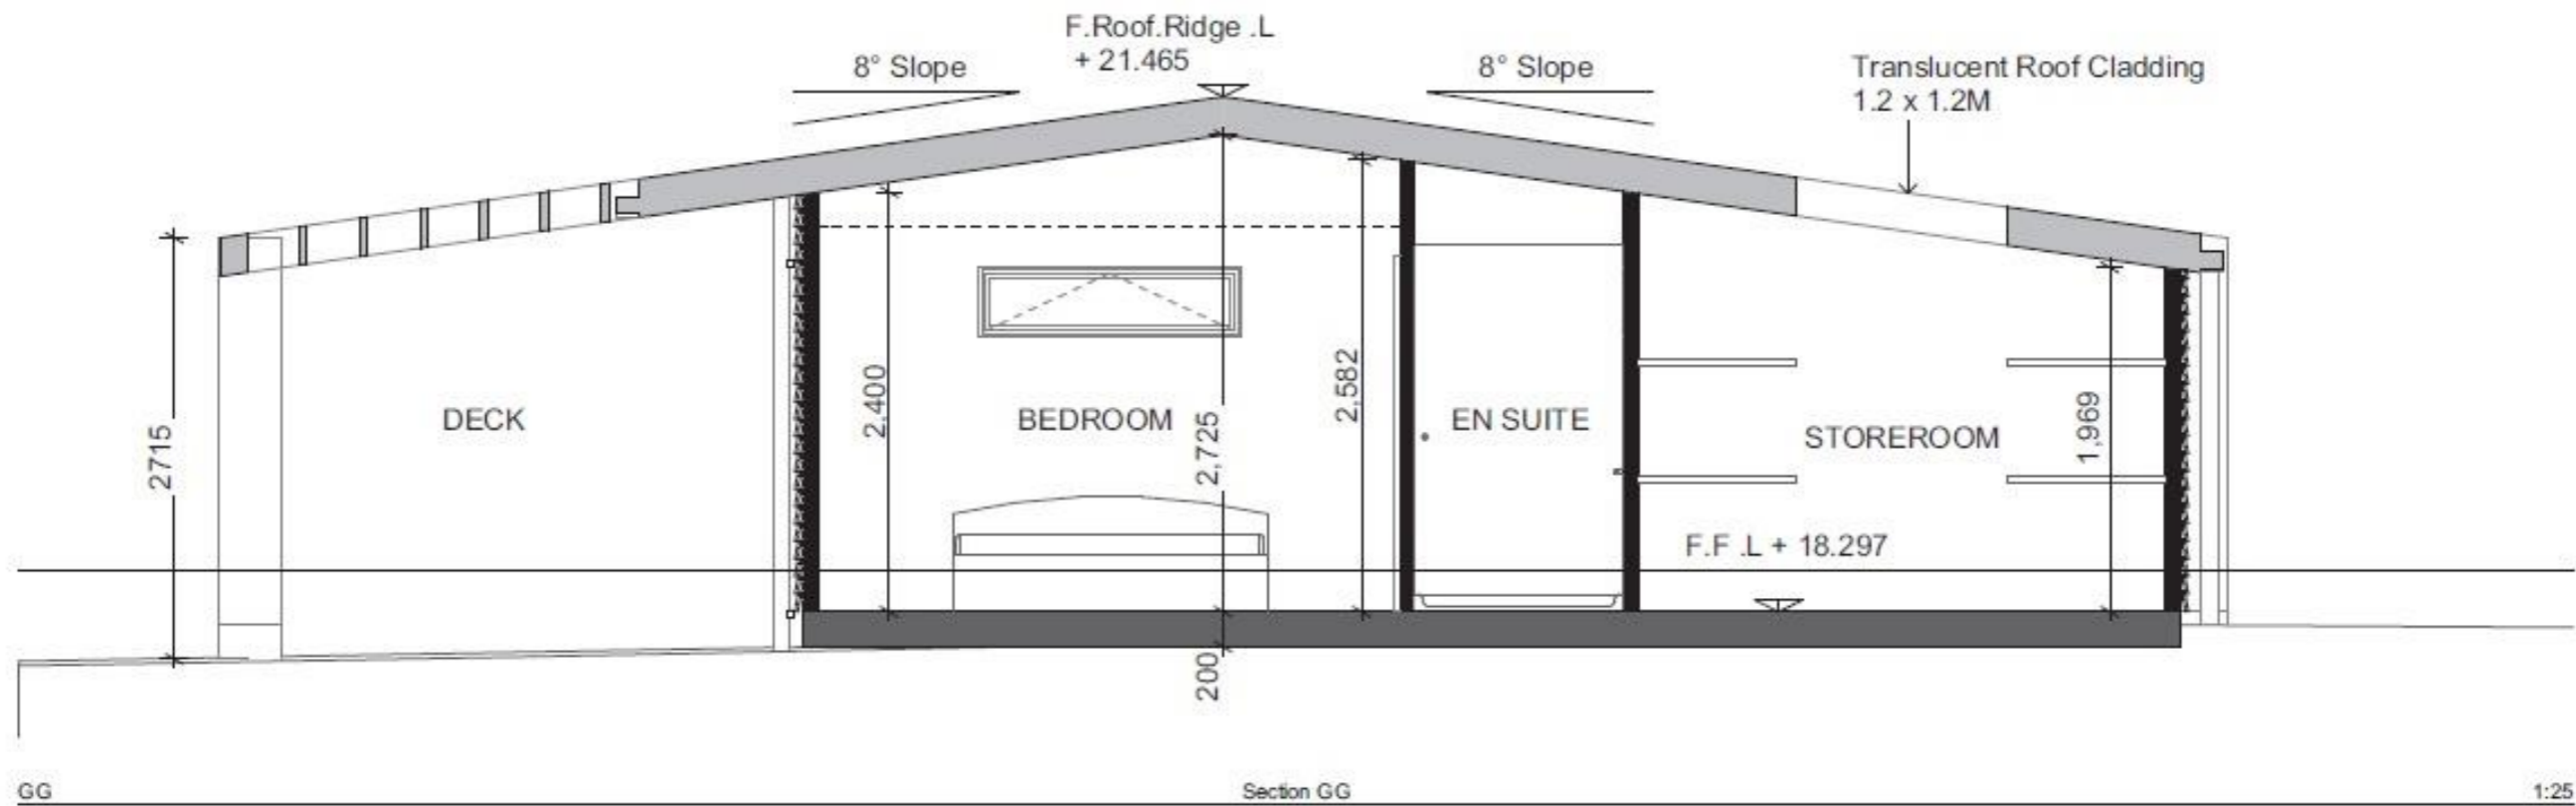 F.Roof.Ridge .L
+ 21.465
8° Slope
8° Slope
Translucent Roof Cladding
1.2 x 1.2M
2715
DECK
2,400
BEDROOM
2,725
2,582
EN SUITE
STOREROOM
1,969
F.F .L + 18.297
200
GG
Section GG
1:25